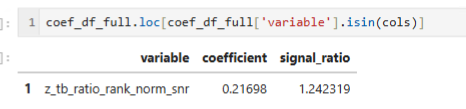 ]: 1 coef_df_full.loc[coef_df_full['variable'].isin(cols)]
]:
variable coefficient signal_ratio
1 z_tb_ratio_rank_norm_snr 0.21698 1.242319